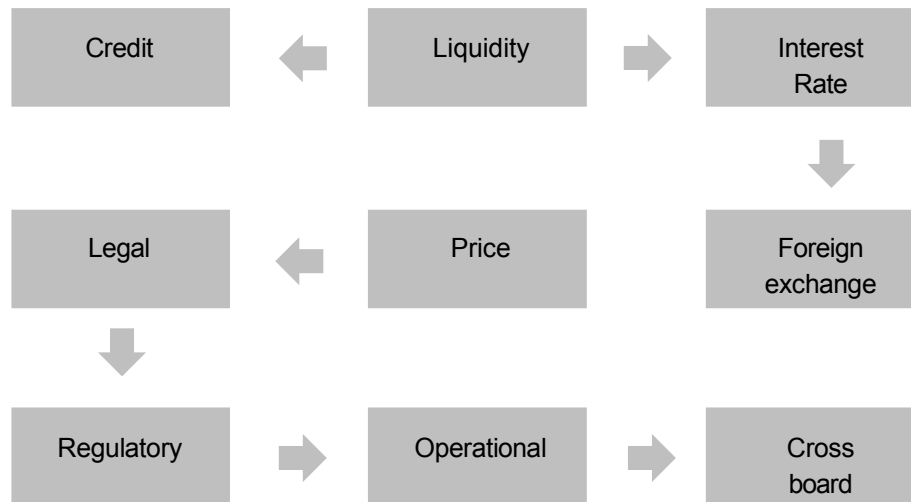 Credit
Liquidity
Interest
Rate
Legal
Price
Foreign
exchange
Regulatory
Operational
Cross
board